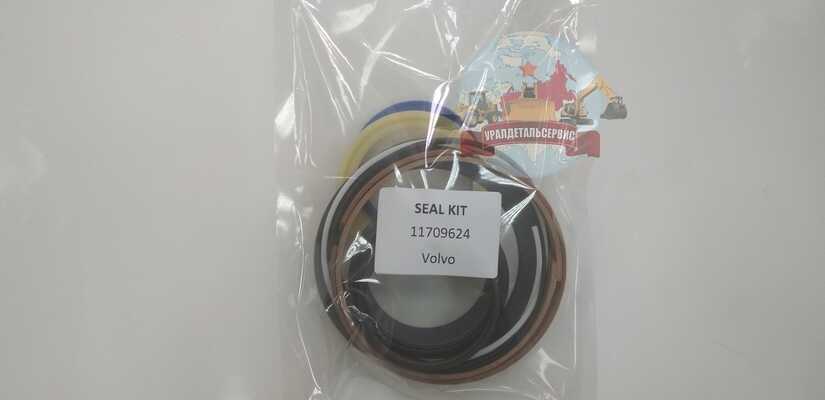 УРАЛДЕТАЛЬСЕРВИС
SEAL KIT
11709624
Volvo